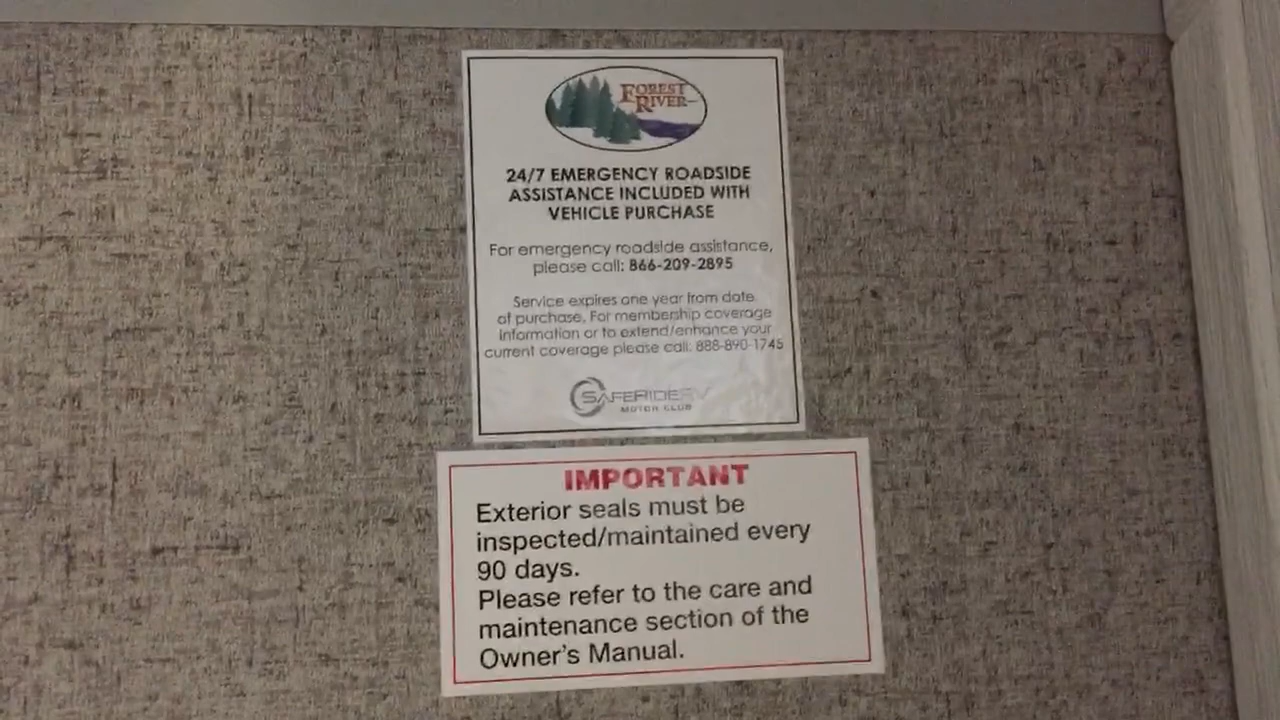 FOREST
RIVER
24/7 EMERGENCY ROADSIDE
ASSISTANCE INCLUDED WITH
VEHICLE PURCHASE
For emergency roadside assistance,
please call: 866-209-2895
Service expires one year from date
of purchase. For membership coverage
information or to extend/enhance your
current coverage please call: 888-890-1745
SAFERIDE RV
MOTOR CLUB
IMPORTANT
Exterior seals must be
inspected/maintained every
90 days.
Please refer to the care and
maintenance section of the
Owner's Manual.